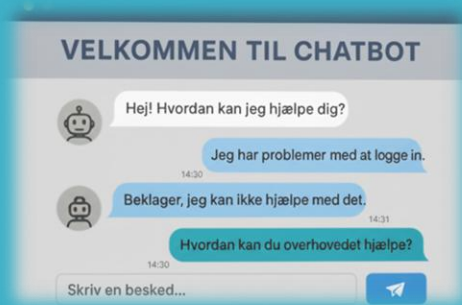 VELKOMMEN TIL CHATBOT
Hej! Hvordan kan jeg hjælpe dig?
Jeg har problemer med at logge in.
14:30
Beklager, jeg kan ikke hjælpe med det.
14:31
Hvordan kan du overhovedet hjælpe?
14:30
Skriv en besked...